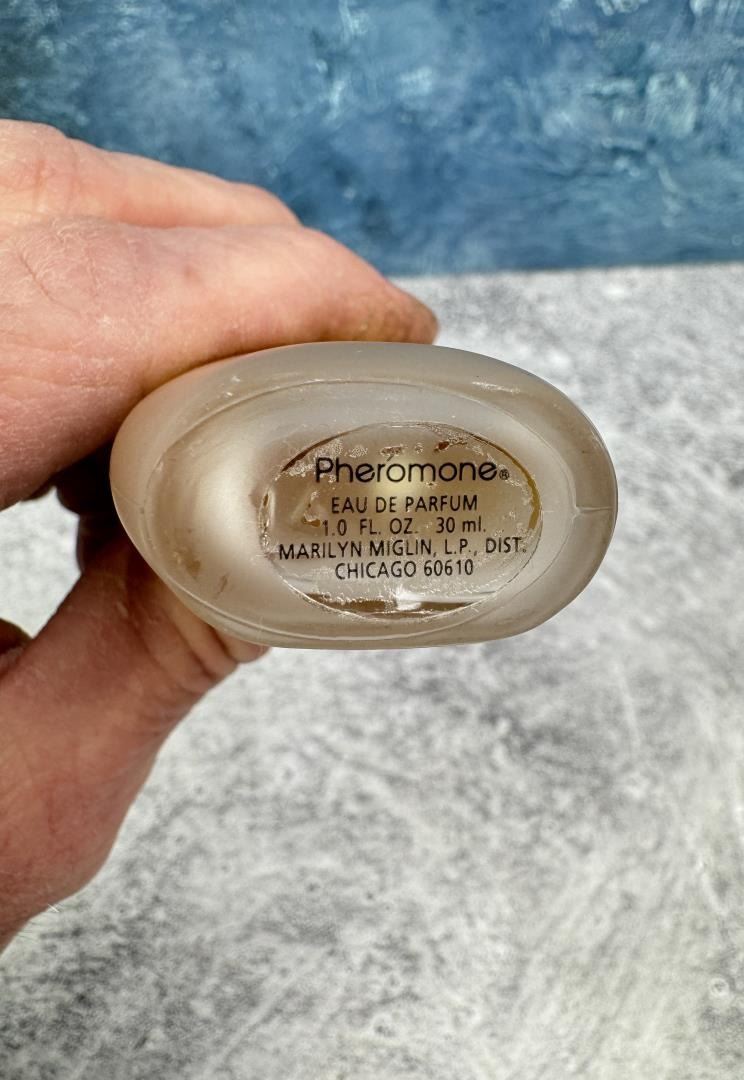 Pheromone®
EAU DE PARFUM
1.0 FL. OZ. 30 ml.
MARILYN MIGLIN, L.P., DIST.
CHICAGO 60610